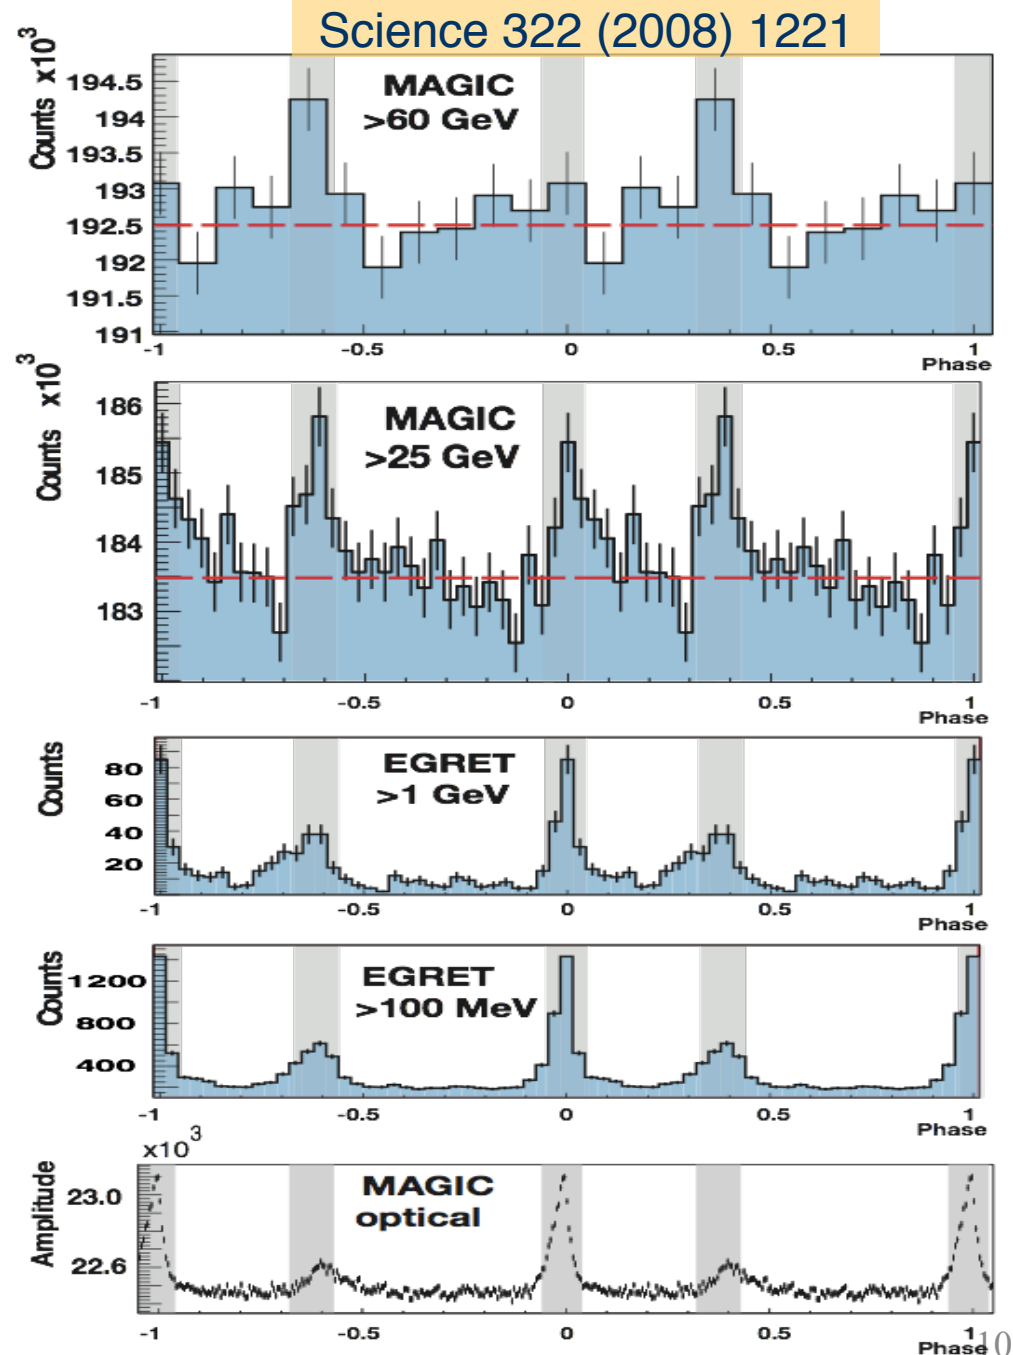 Science 322 (2008) 1221
Counts x10³
MAGIC
>60 GeV
194.5
194
193.5
193
192.5
192
191.5
191
-1 -0.5 0 0.5 1
Phase
Counts x10³
MAGIC
>25 GeV
186
185
184
183
-1 -0.5 0 0.5 1
Phase
Counts
EGRET
>1 GeV
80
60
40
20
-1 -0.5 0 0.5 1
Phase
Counts
EGRET
>100 MeV
1200
800
400
-1 -0.5 0 0.5 1
Phase
x10³
Amplitude
MAGIC
optical
23.0
22.6
-1 -0.5 0 0.5 1
Phase
10